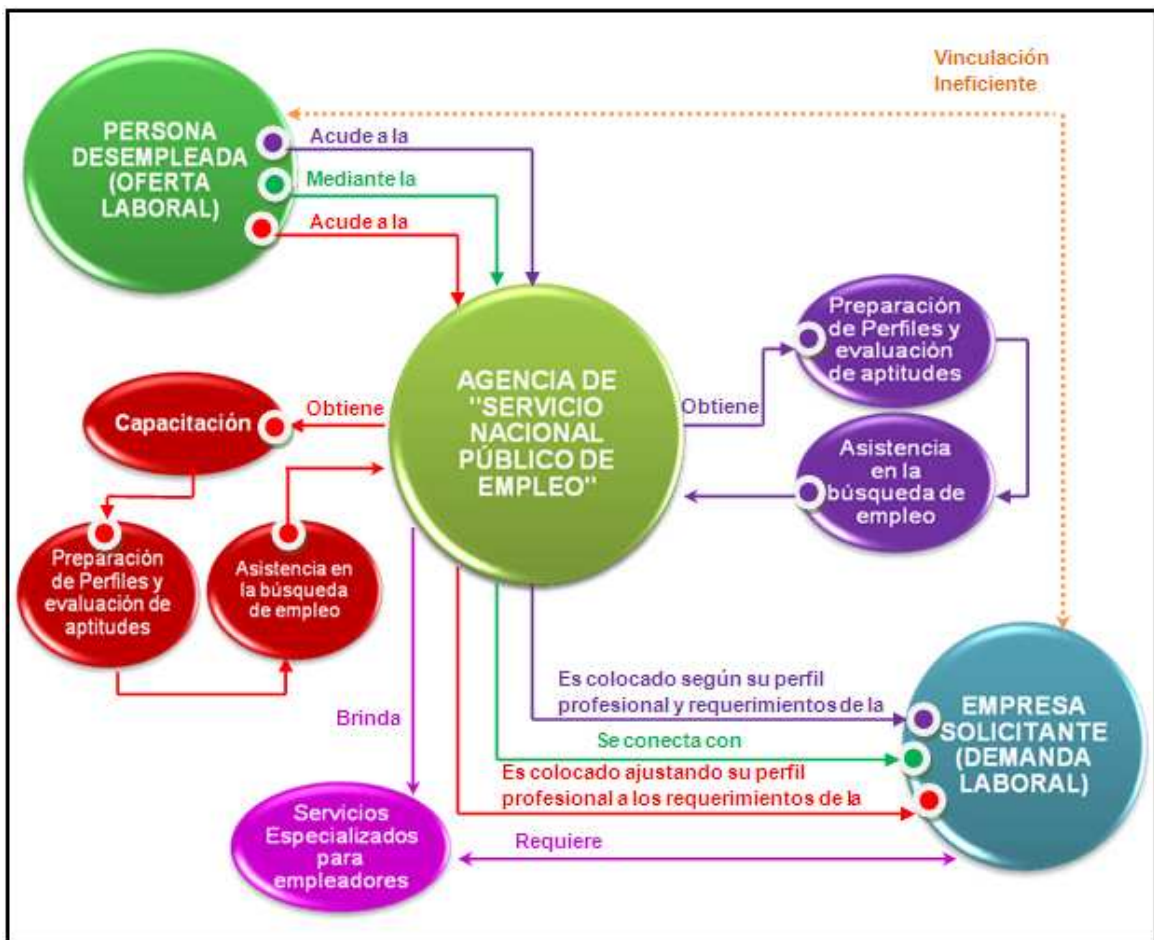 Vinculación
Ineficiente
PERSONA
DESEMPLEADA
(OFERTA
LABORAL)
Acude a la
Mediante la
Acude a la
Preparación
de Perfiles y
evaluación
de aptitudes
AGENCIA DE
"SERVICIO
NACIONAL
PÚBLICO DE
EMPLEO"
Obtiene
Asistencia
en la
búsqueda de
empleo
Obtiene
Capacitación
Preparación
de Perfiles y
evaluación de
aptitudes
Asistencia en
la búsqueda
de empleo
Es colocado según su perfil
profesional y requerimientos de la
Se conecta con
Es colocado ajustando su perfil
profesional a los requerimientos de la
EMPRESA
SOLICITANTE
(DEMANDA
LABORAL)
Brinda
Servicios
Especializados
para
empleadores
Requiere